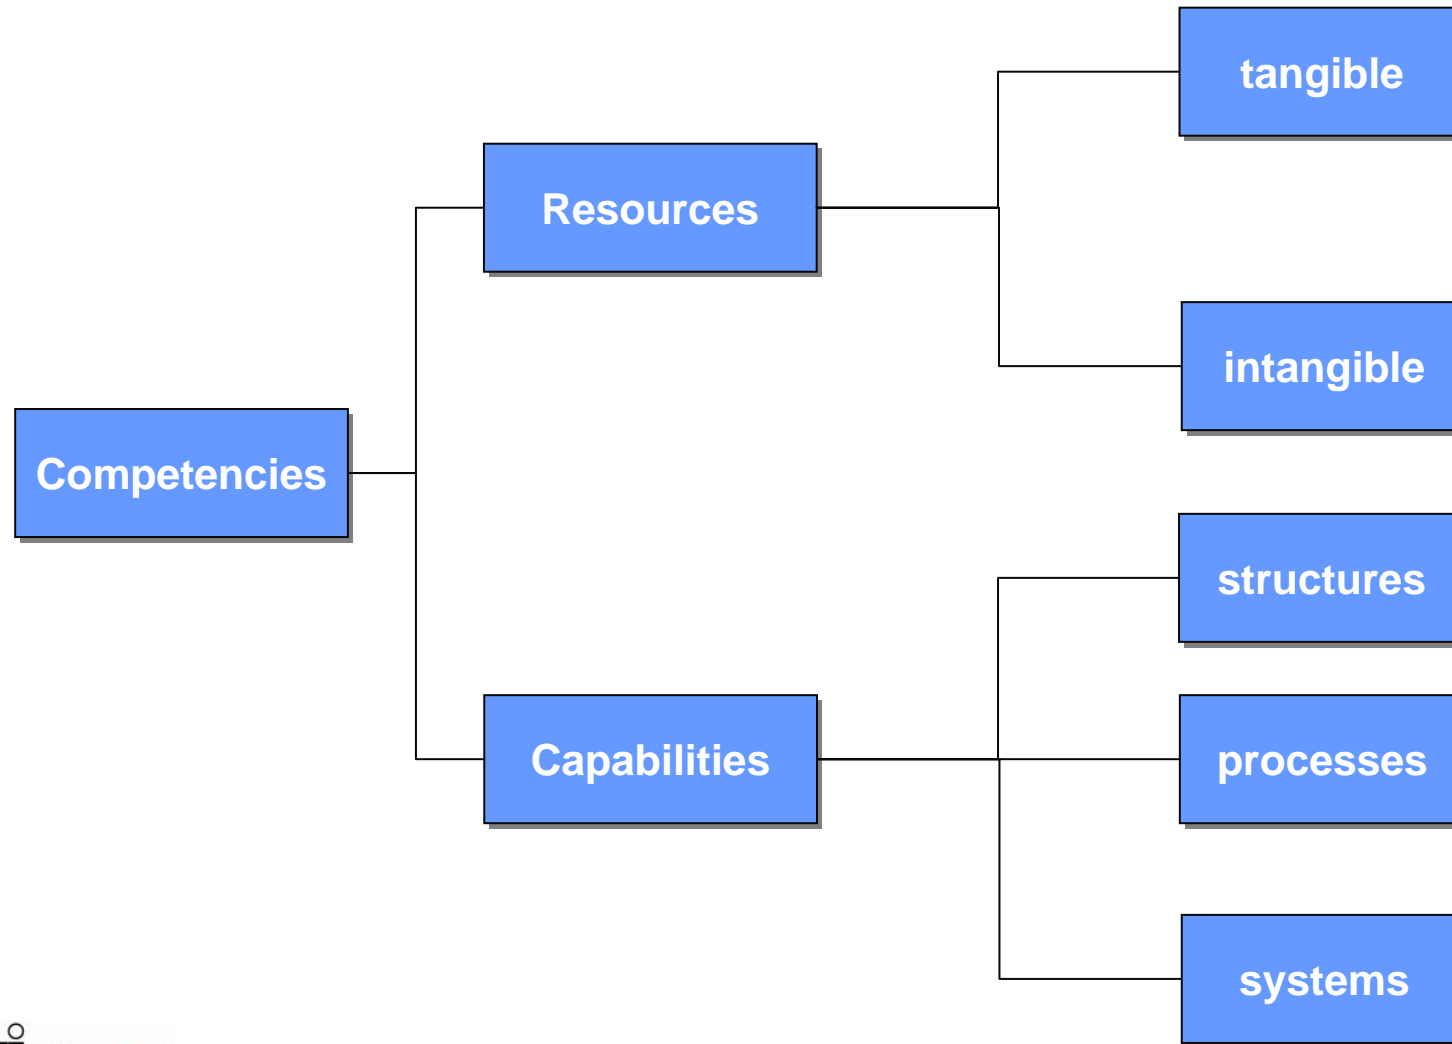 tangible
Resources
intangible
Competencies
structures
Capabilities
processes
systems